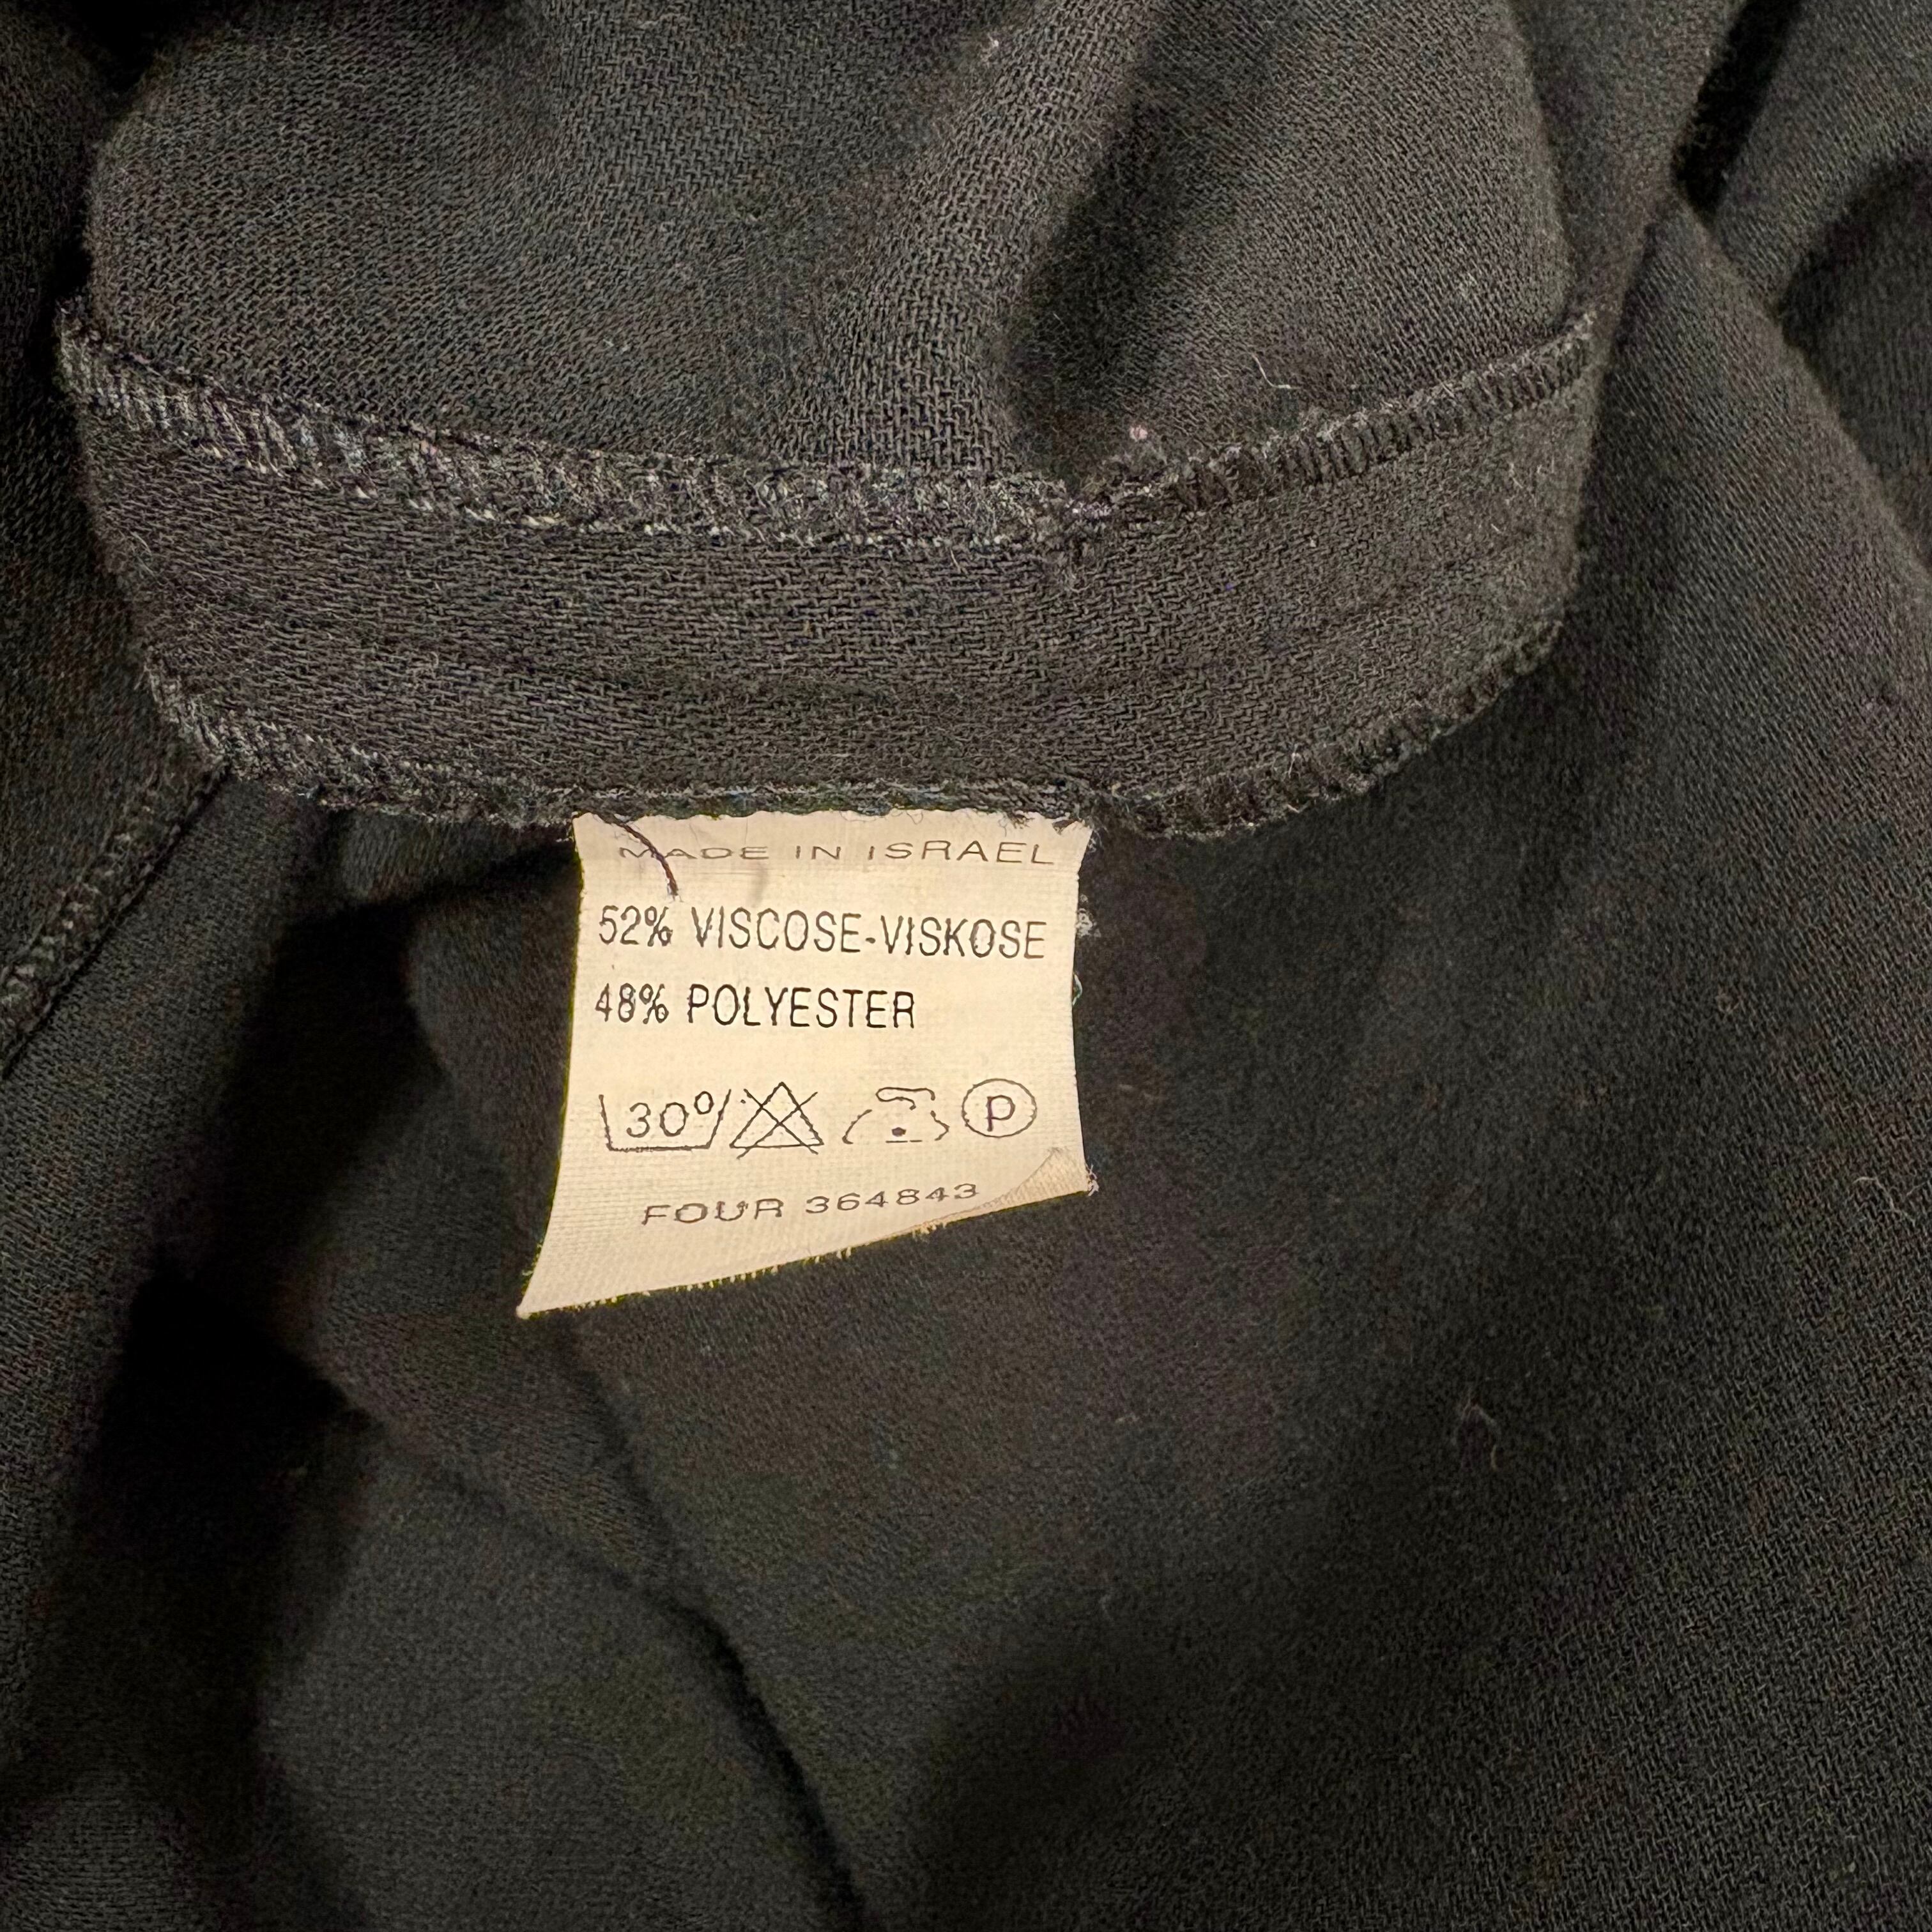 MADE IN ISRAEL
52% VISCOSE-VISKOSE
48% POLYESTER
30° P
FOUR 364843